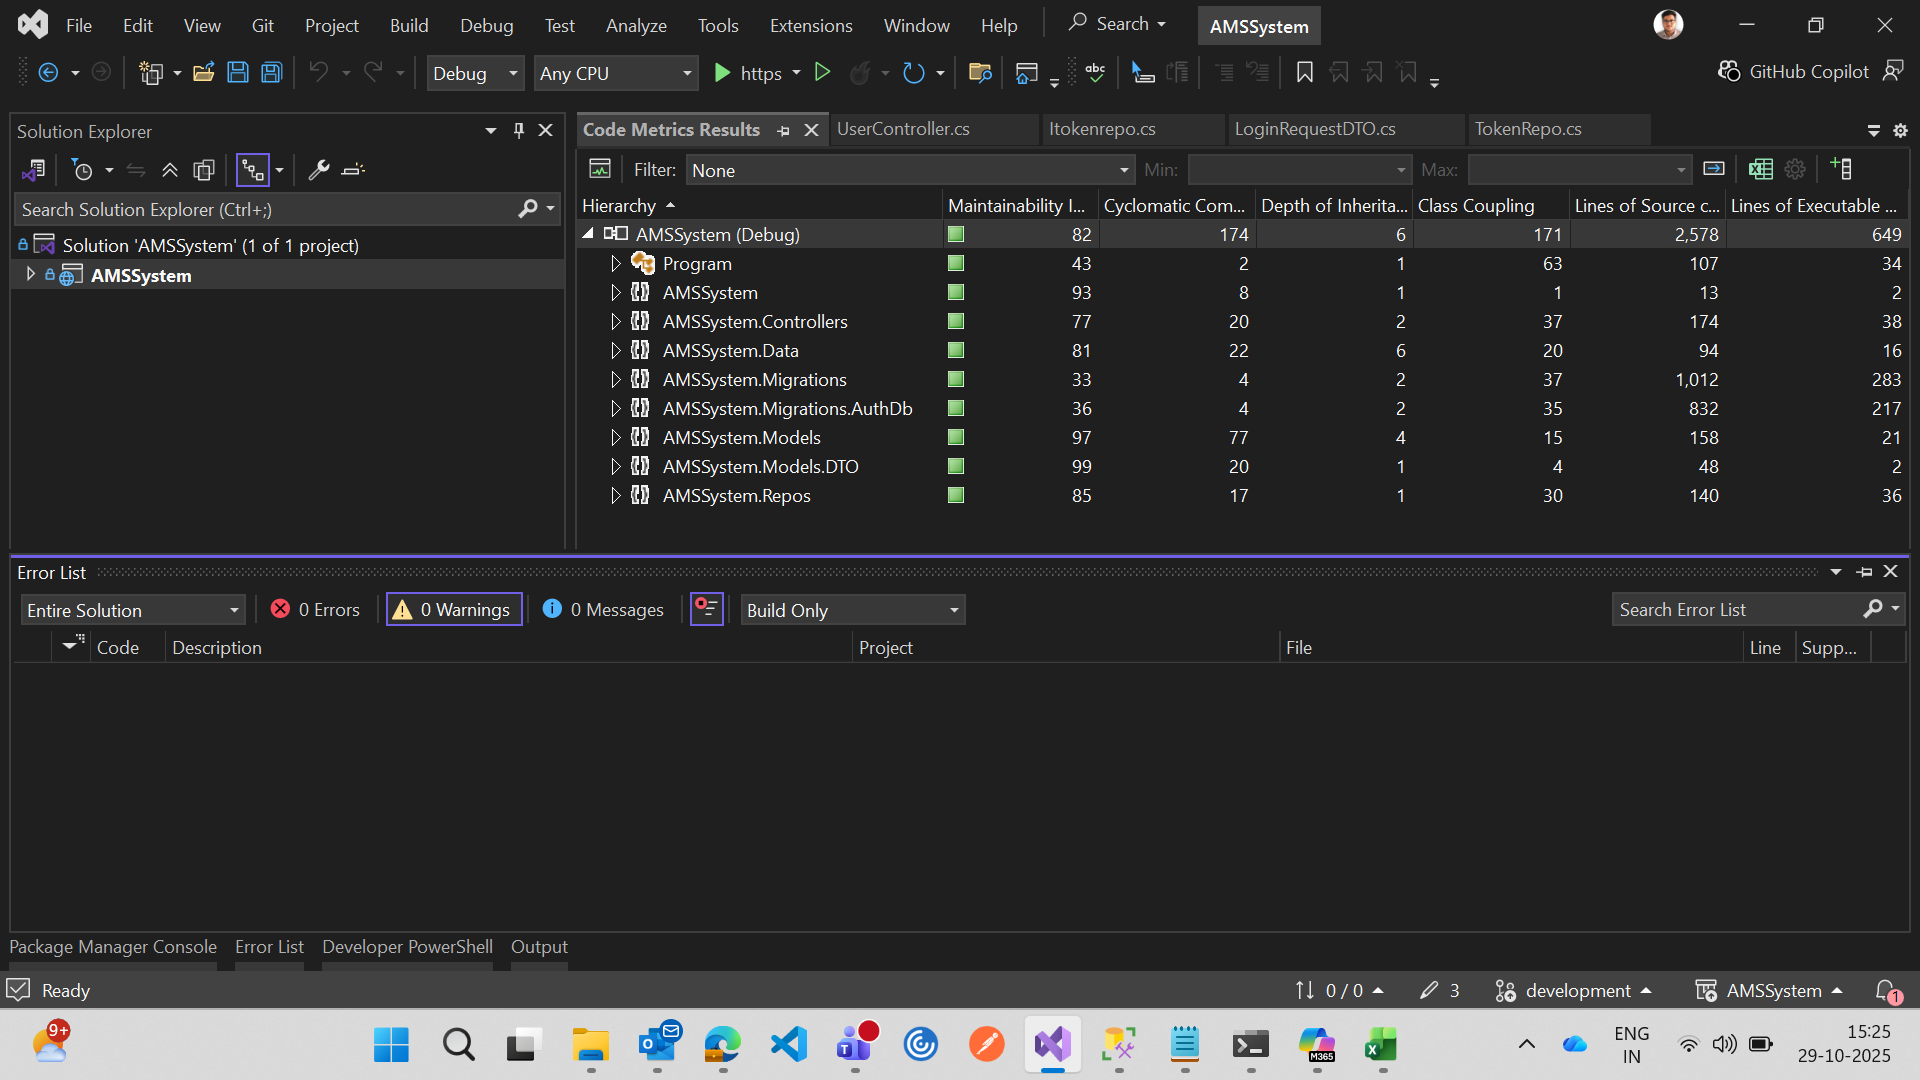 File Edit View Git Project Build Debug Test Analyze Tools Extensions Window Help Search AMSSystem
Debug Any CPU https GitHub Copilot
Solution Explorer
Search Solution Explorer (Ctrl+;)
Solution 'AMSSystem' (1 of 1 project)
AMSSystem
Code Metrics Results UserController.cs Itokenrepo.cs LoginRequestDTO.cs TokenRepo.cs
Filter: None Min: Max:
Hierarchy Maintainability I... Cyclomatic Com... Depth of Inherita... Class Coupling Lines of Source c... Lines of Executable ...
AMSSystem (Debug) 82 174 6 171 2,578 649
Program 43 2 1 63 107 34
AMSSystem 93 8 1 1 13 2
AMSSystem.Controllers 77 20 2 37 174 38
AMSSystem.Data 81 22 6 20 94 16
AMSSystem.Migrations 33 4 2 37 1,012 283
AMSSystem.Migrations.AuthDb 36 4 2 35 832 217
AMSSystem.Models 97 77 4 15 158 21
AMSSystem.Models.DTO 99 20 1 4 48 2
AMSSystem.Repos 85 17 1 30 140 36
Error List
Entire Solution 0 Errors 0 Warnings 0 Messages Build Only Search Error List
Code Description Project File Line Supp...
Package Manager Console Error List Developer PowerShell Output
Ready 0 / 0 3 development AMSSystem 1
9+ M365 ENG 15:25
IN 29-10-2025